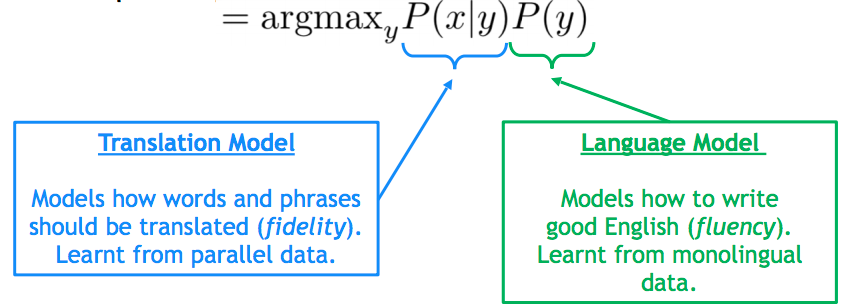 = argmax_y P(x|y)P(y)
Translation Model
Models how words and phrases
should be translated (fidelity).
Learnt from parallel data.
Language Model
Models how to write
good English (fluency).
Learnt from monolingual
data.